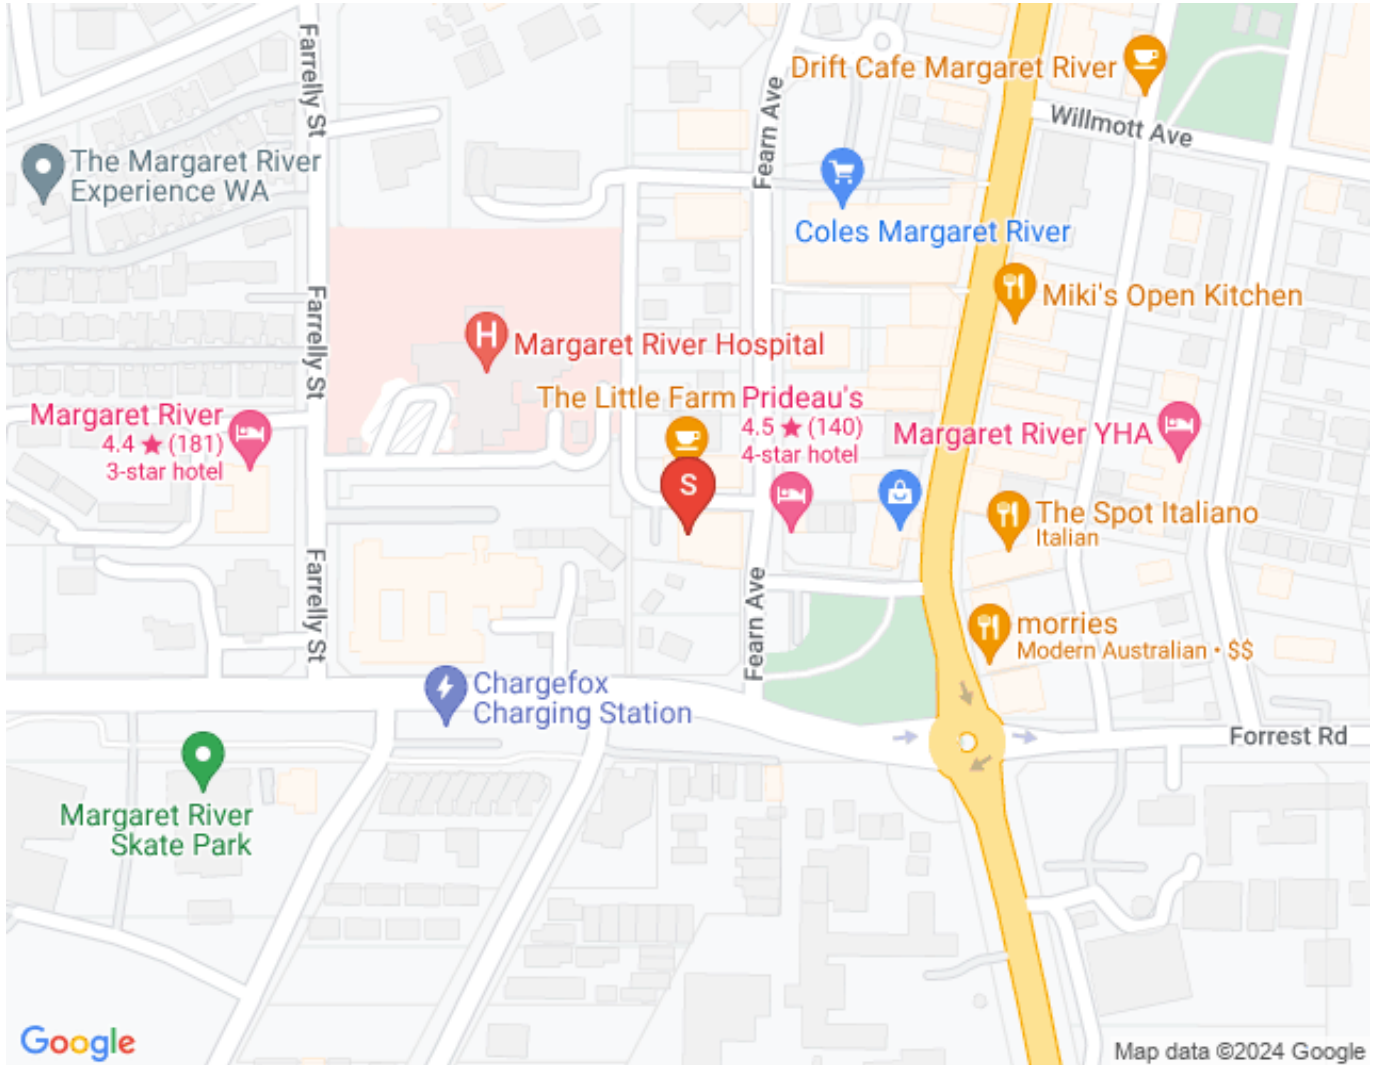 Farrelly St
Drift Cafe Margaret River
Fearn Ave
Willmott Ave
The Margaret River
Experience WA
Coles Margaret River
Farrelly St
Miki's Open Kitchen
H
Margaret River Hospital
The Little Farm
Prideau's
4.5 ★ (140)
4-star hotel
Margaret River
4.4 ★ (181)
3-star hotel
Margaret River YHA
S
The Spot Italiano
Italian
Farrelly St
Fearn Ave
morries
Modern Australian • $$
Chargefox
Charging Station
Forrest Rd
Margaret River
Skate Park
Google
Map data ©2024 Google